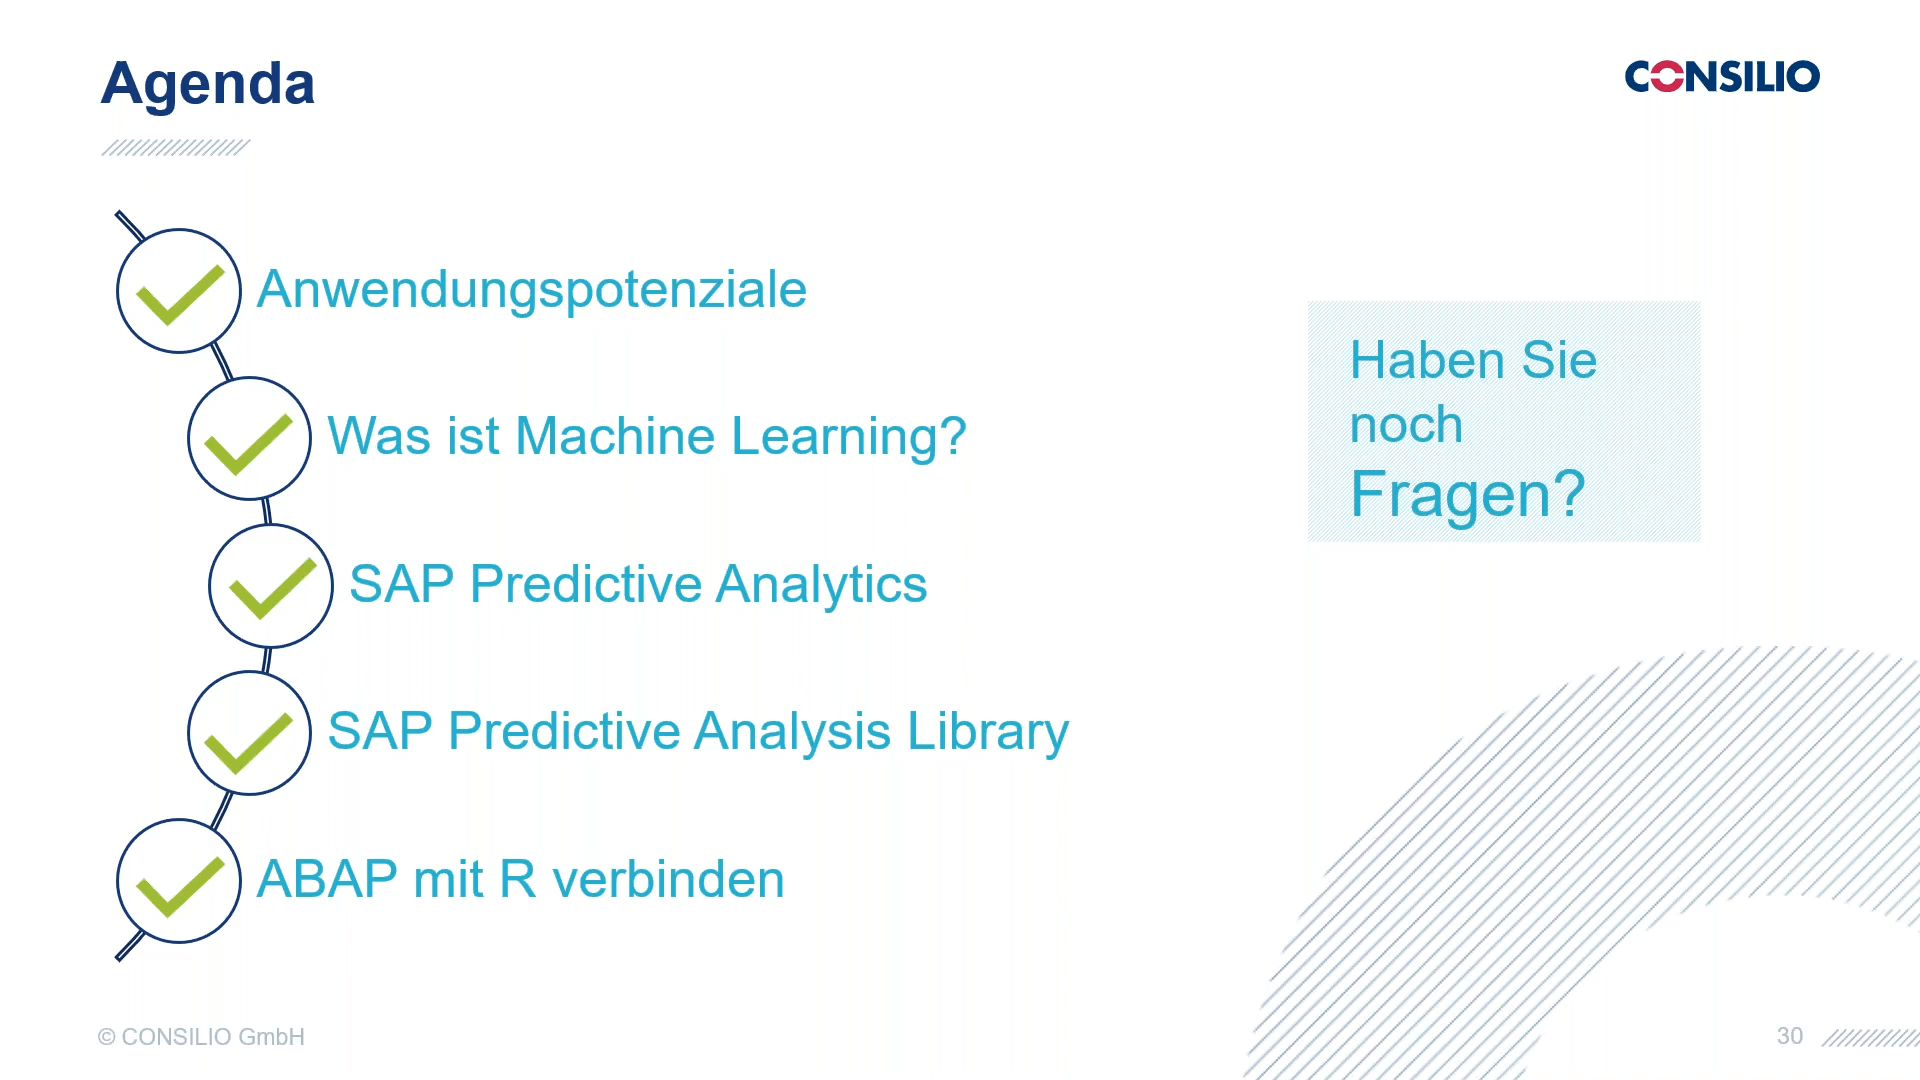 Agenda
CONSILIO
Anwendungspotenziale
Was ist Machine Learning?
SAP Predictive Analytics
SAP Predictive Analysis Library
ABAP mit R verbinden
Haben Sie
noch
Fragen?
© CONSILIO GmbH
30